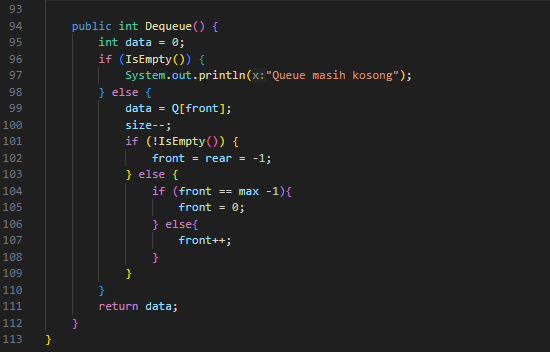 93
94 public int Dequeue() {
95 int data = 0;
96 if (IsEmpty()) {
97 System.out.println(x:"Queue masih kosong");
98 } else {
99 data = Q[front];
100 size--;
101 if (!IsEmpty()) {
102 front = rear = -1;
103 } else {
104 if (front == max -1){
105 front = 0;
106 } else{
107 front++;
108 }
109 }
110 }
111 return data;
112 }
113 }